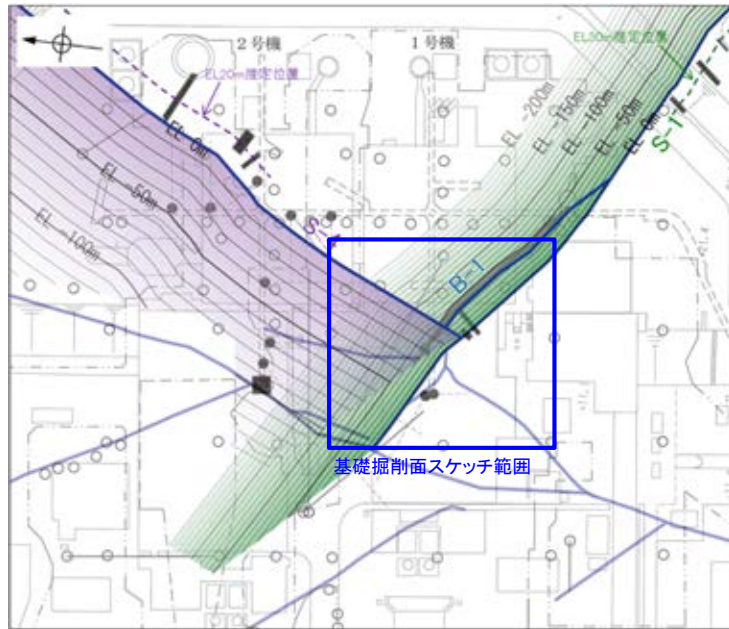 2号機
1号機
EL20m推定位置
EL30m推定位置
EL 0m
EL -50m
EL -100m
EL -200m
EL -150m
EL -100m
EL -50m
EL 0m
S-1
B-1
基礎掘削面スケッチ範囲